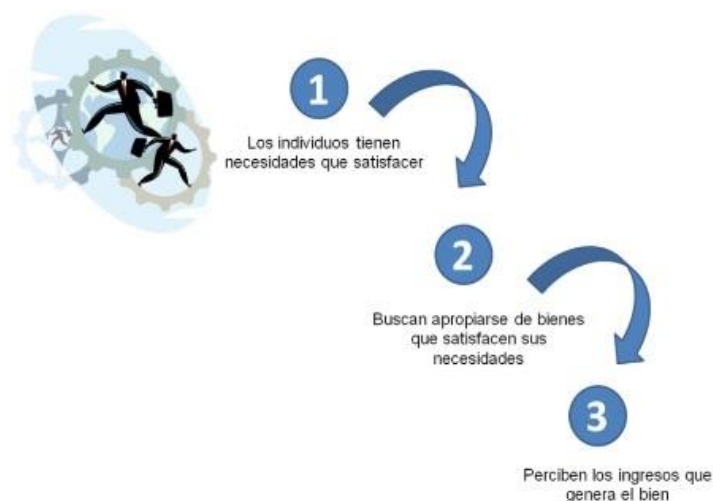 1
Los individuos tienen
necesidades que satisfacer
2
Buscan apropiarse de bienes
que satisfacen sus
necesidades
3
Perciben los ingresos que
genera el bien